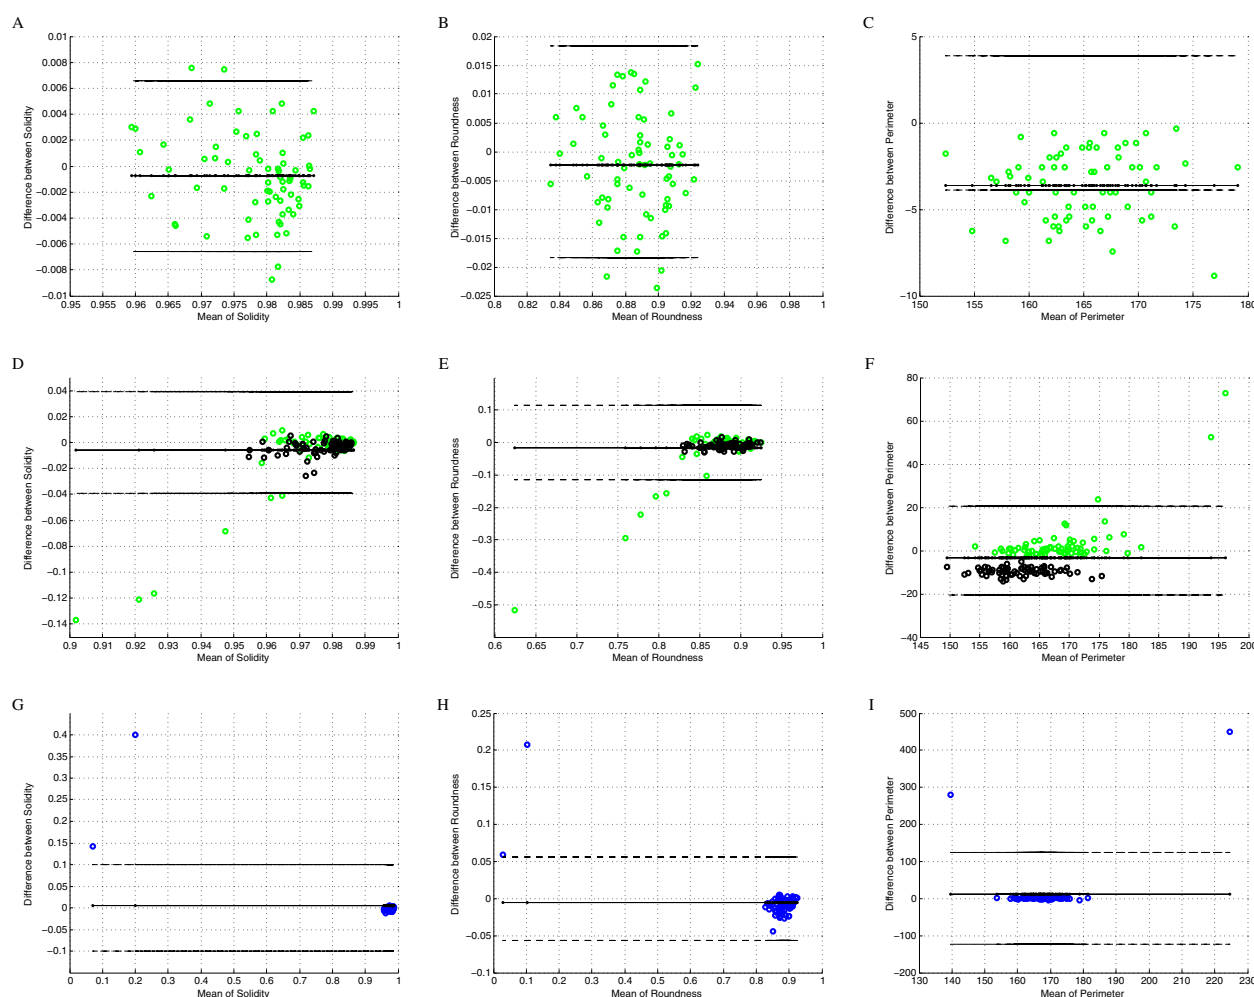 A
0.01
0.008
0.006
0.004
0.002
0
−0.002
−0.004
−0.006
−0.008
−0.01
0.95 0.955 0.96 0.965 0.97 0.975 0.98 0.985 0.99 0.995 1
Difference between Solidity
Mean of Solidity
B
0.02
0.015
0.01
0.005
0
−0.005
−0.01
−0.015
−0.02
−0.025
0.8 0.82 0.84 0.86 0.88 0.9 0.92 0.94 0.96 0.98 1
Difference between Roundness
Mean of Roundness
C
5
0
−5
−10
150 155 160 165 170 175 180
Difference between Perimeter
Mean of Perimeter
D
0.04
0.02
0
−0.02
−0.04
−0.06
−0.08
−0.1
−0.12
−0.14
0.9 0.91 0.92 0.93 0.94 0.95 0.96 0.97 0.98 0.99 1
Difference between Solidity
Mean of Solidity
E
0.1
0
−0.1
−0.2
−0.3
−0.4
−0.5
0.6 0.65 0.7 0.75 0.8 0.85 0.9 0.95 1
Difference between Roundness
Mean of Roundness
F
80
60
40
20
0
−20
−40
145 150 155 160 165 170 175 180 185 190 195 200
Difference between Perimeter
Mean of Perimeter
G
0.4
0.35
0.3
0.25
0.2
0.15
0.1
0.05
0
−0.05
−0.1
0 0.1 0.2 0.3 0.4 0.5 0.6 0.7 0.8 0.9 1
Difference between Solidity
Mean of Solidity
H
0.25
0.2
0.15
0.1
0.05
0
−0.05
−0.1
0 0.1 0.2 0.3 0.4 0.5 0.6 0.7 0.8 0.9 1
Difference between Roundness
Mean of Roundness
I
500
400
300
200
100
0
−100
−200
130 140 150 160 170 180 190 200 210 220 230
Difference between Perimeter
Mean of Perimeter